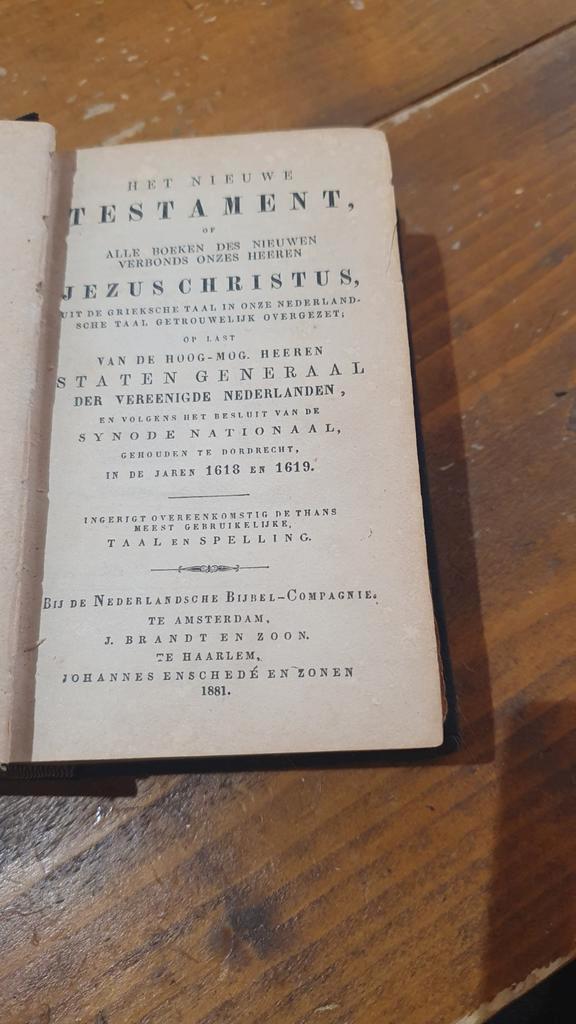 HET NIEUWE
TESTAMENT,
OF
ALLE BOEKEN DES NIEUWEN
VERBONDS ONZES HEEREN
JEZUS CHRISTUS,
UIT DE GRIEKSCHE TAAL IN ONZE NEDERLAND-
SCHE TAAL GETROUWELIJK OVERGEZET;
OP LAST
VAN DE HOOG-MOG. HEEREN
STATEN GENERAAL
DER VEREENIGDE NEDERLANDEN,
EN VOLGENS HET BESLUIT VAN DE
SYNODE NATIONAAL,
GEHOUDEN TE DORDRECHT,
IN DE JAREN 1618 EN 1619.
INGERIGT OVEREENKOMSTIG DE THANS
MEEST GEBRUIKELIJKE,
TAAL EN SPELLING.
BIJ DE NEDERLANDSCHE BIJBEL-COMPAGNIE.
TE AMSTERDAM,
J. BRANDT EN ZOON.
TE HAARLEM,
JOHANNES ENSCHEDÉ EN ZONEN
1881.